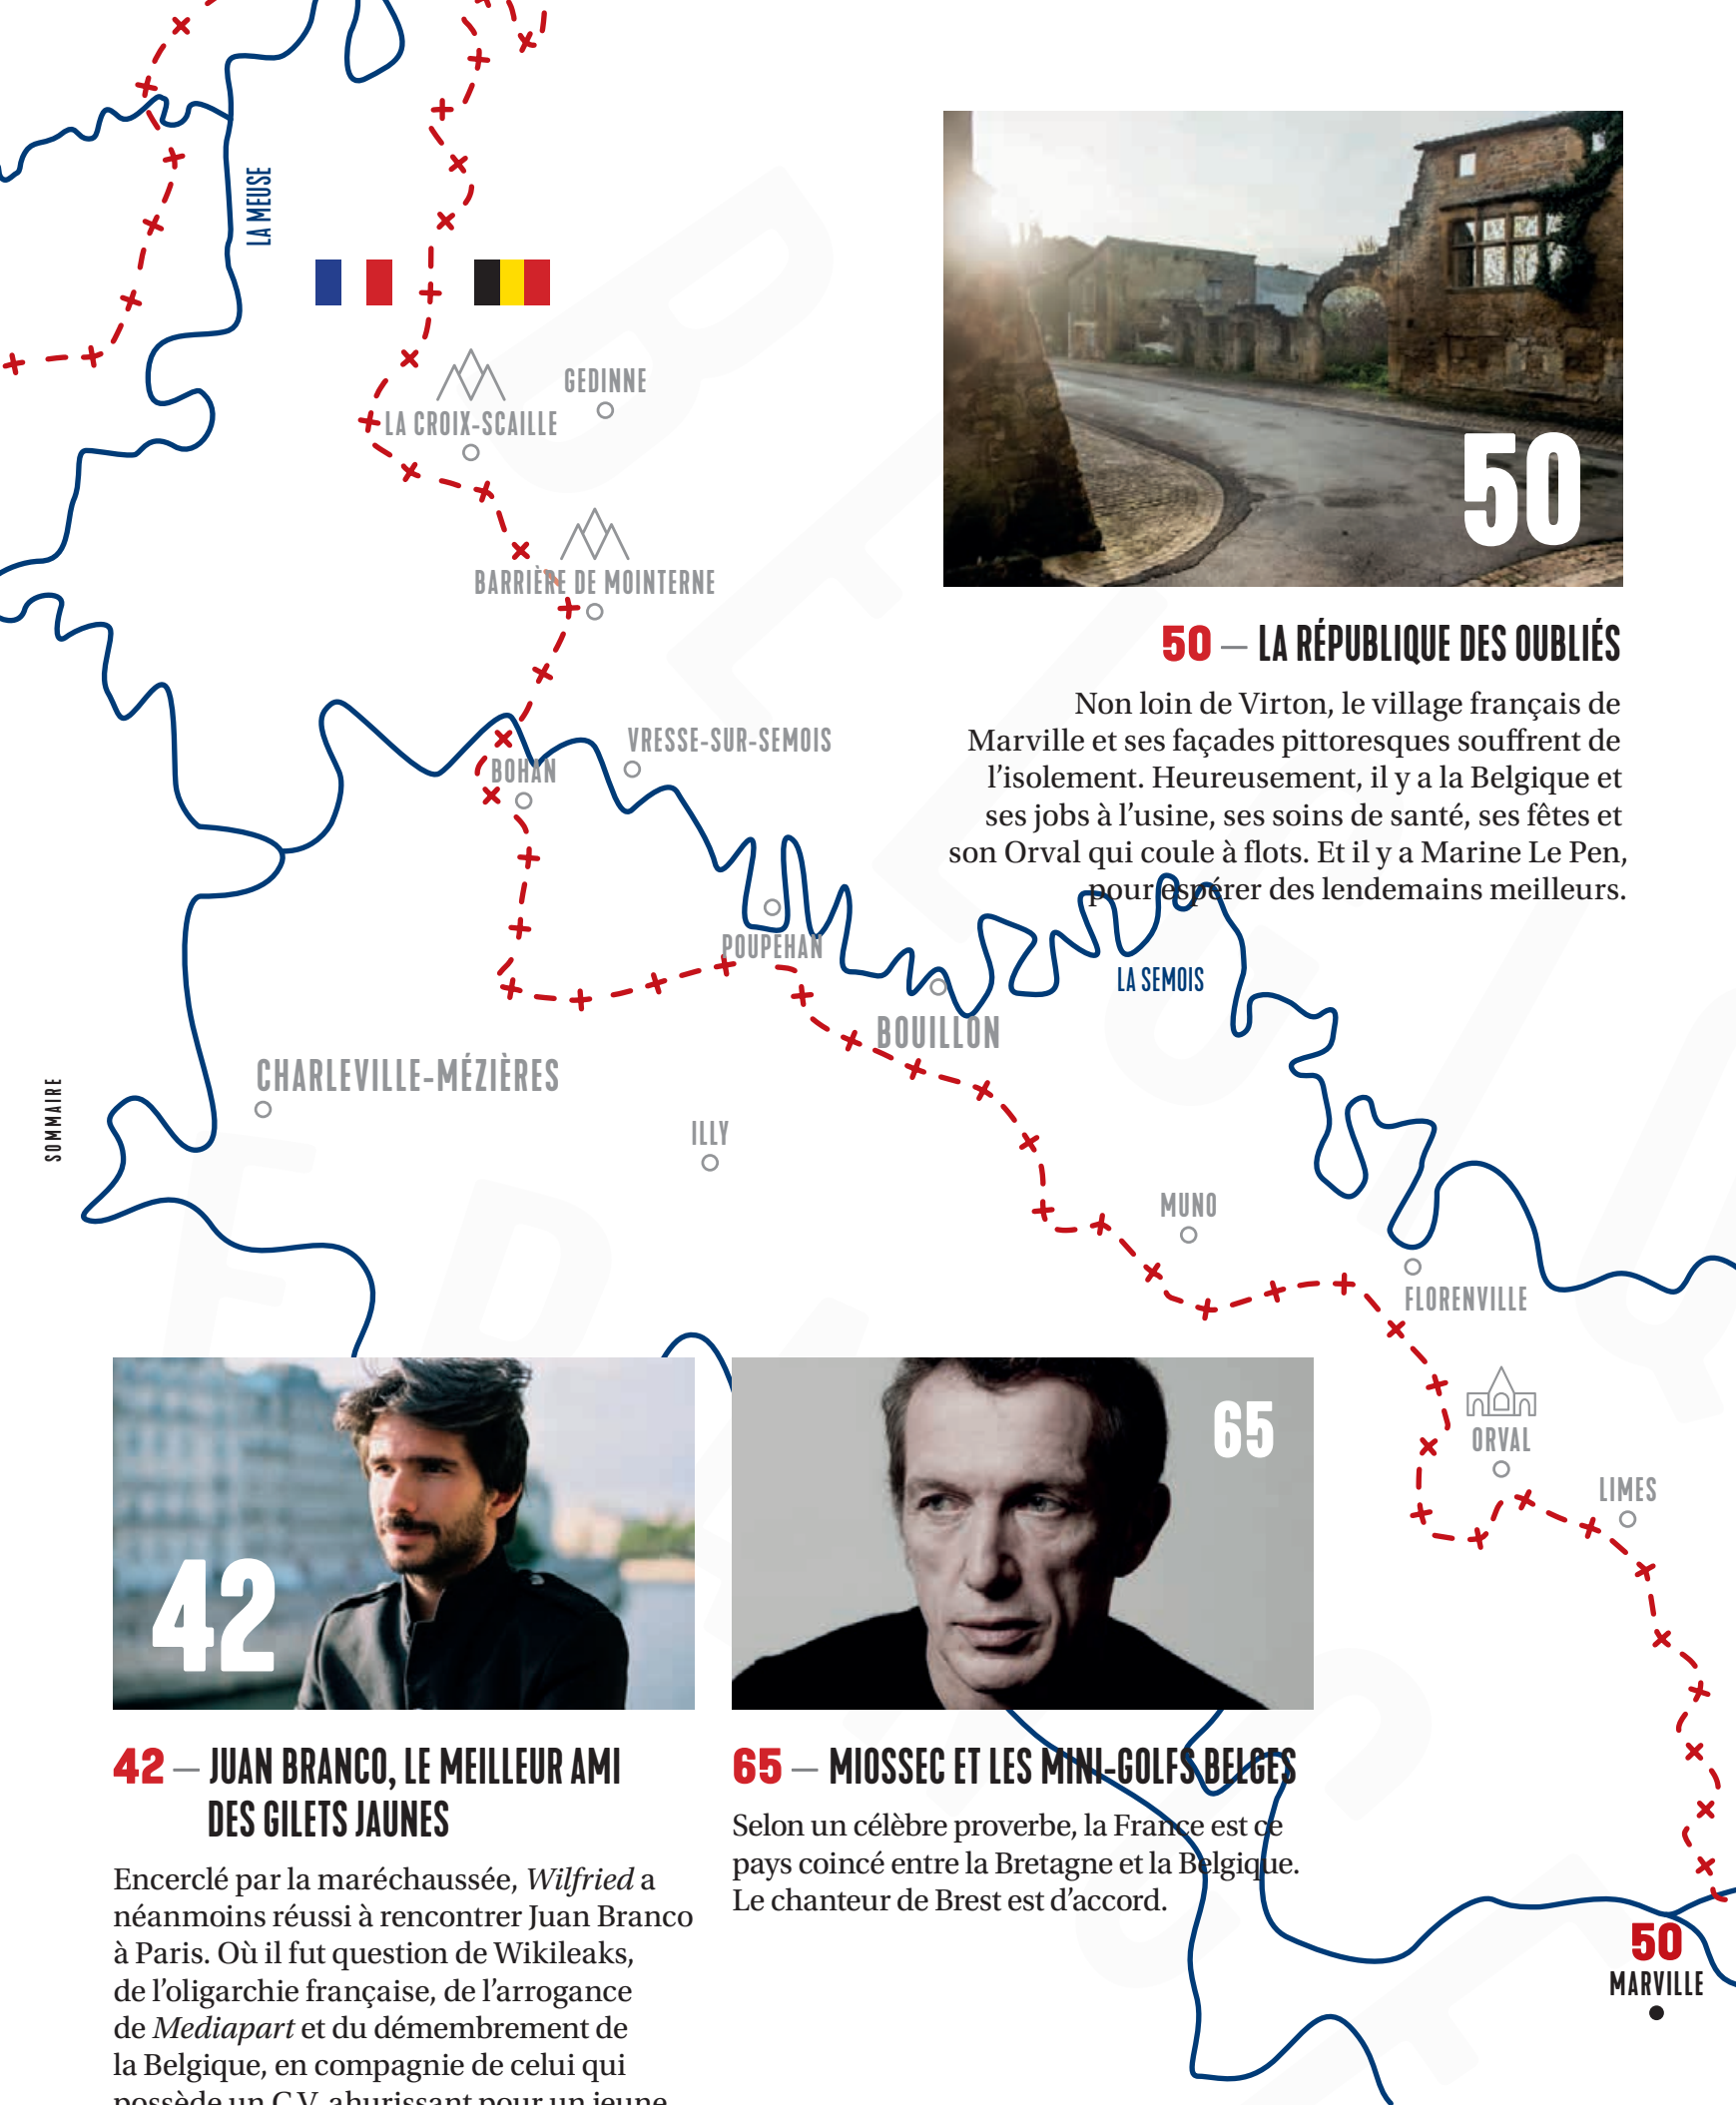 LA MEUSE
GEDINNE
LA CROIX-SCAILLE
BARRIÈRE DE MOINTERNE
50
50 — LA RÉPUBLIQUE DES OUBLIÉS
Non loin de Virton, le village français de
Marville et ses façades pittoresques souffrent de
l’isolement. Heureusement, il y a la Belgique et
ses jobs à l’usine, ses soins de santé, ses fêtes et
son Orval qui coule à flots. Et il y a Marine Le Pen,
pour espérer des lendemains meilleurs.
VRESSE-SUR-SEMOIS
BOHAN
POUPEHAN
LA SEMOIS
BOUILLON
CHARLEVILLE-MÉZIÈRES
SOMMAIRE
ILLY
MUNO
FLORENVILLE
ORVAL
LIMES
42
65
42 — JUAN BRANCO, LE MEILLEUR AMI
DES GILETS JAUNES
Encerclé par la maréchaussée, Wilfried a
néanmoins réussi à rencontrer Juan Branco
à Paris. Où il fut question de Wikileaks,
de l’oligarchie française, de l’arrogance
de Mediapart et du démembrement de
la Belgique, en compagnie de celui qui
possède un C.V. ahurissant pour un jeune
65 — MIOSSEC ET LES MINI-GOLFS BELGES
Selon un célèbre proverbe, la France est ce
pays coincé entre la Bretagne et la Belgique.
Le chanteur de Brest est d’accord.
50
MARVILLE